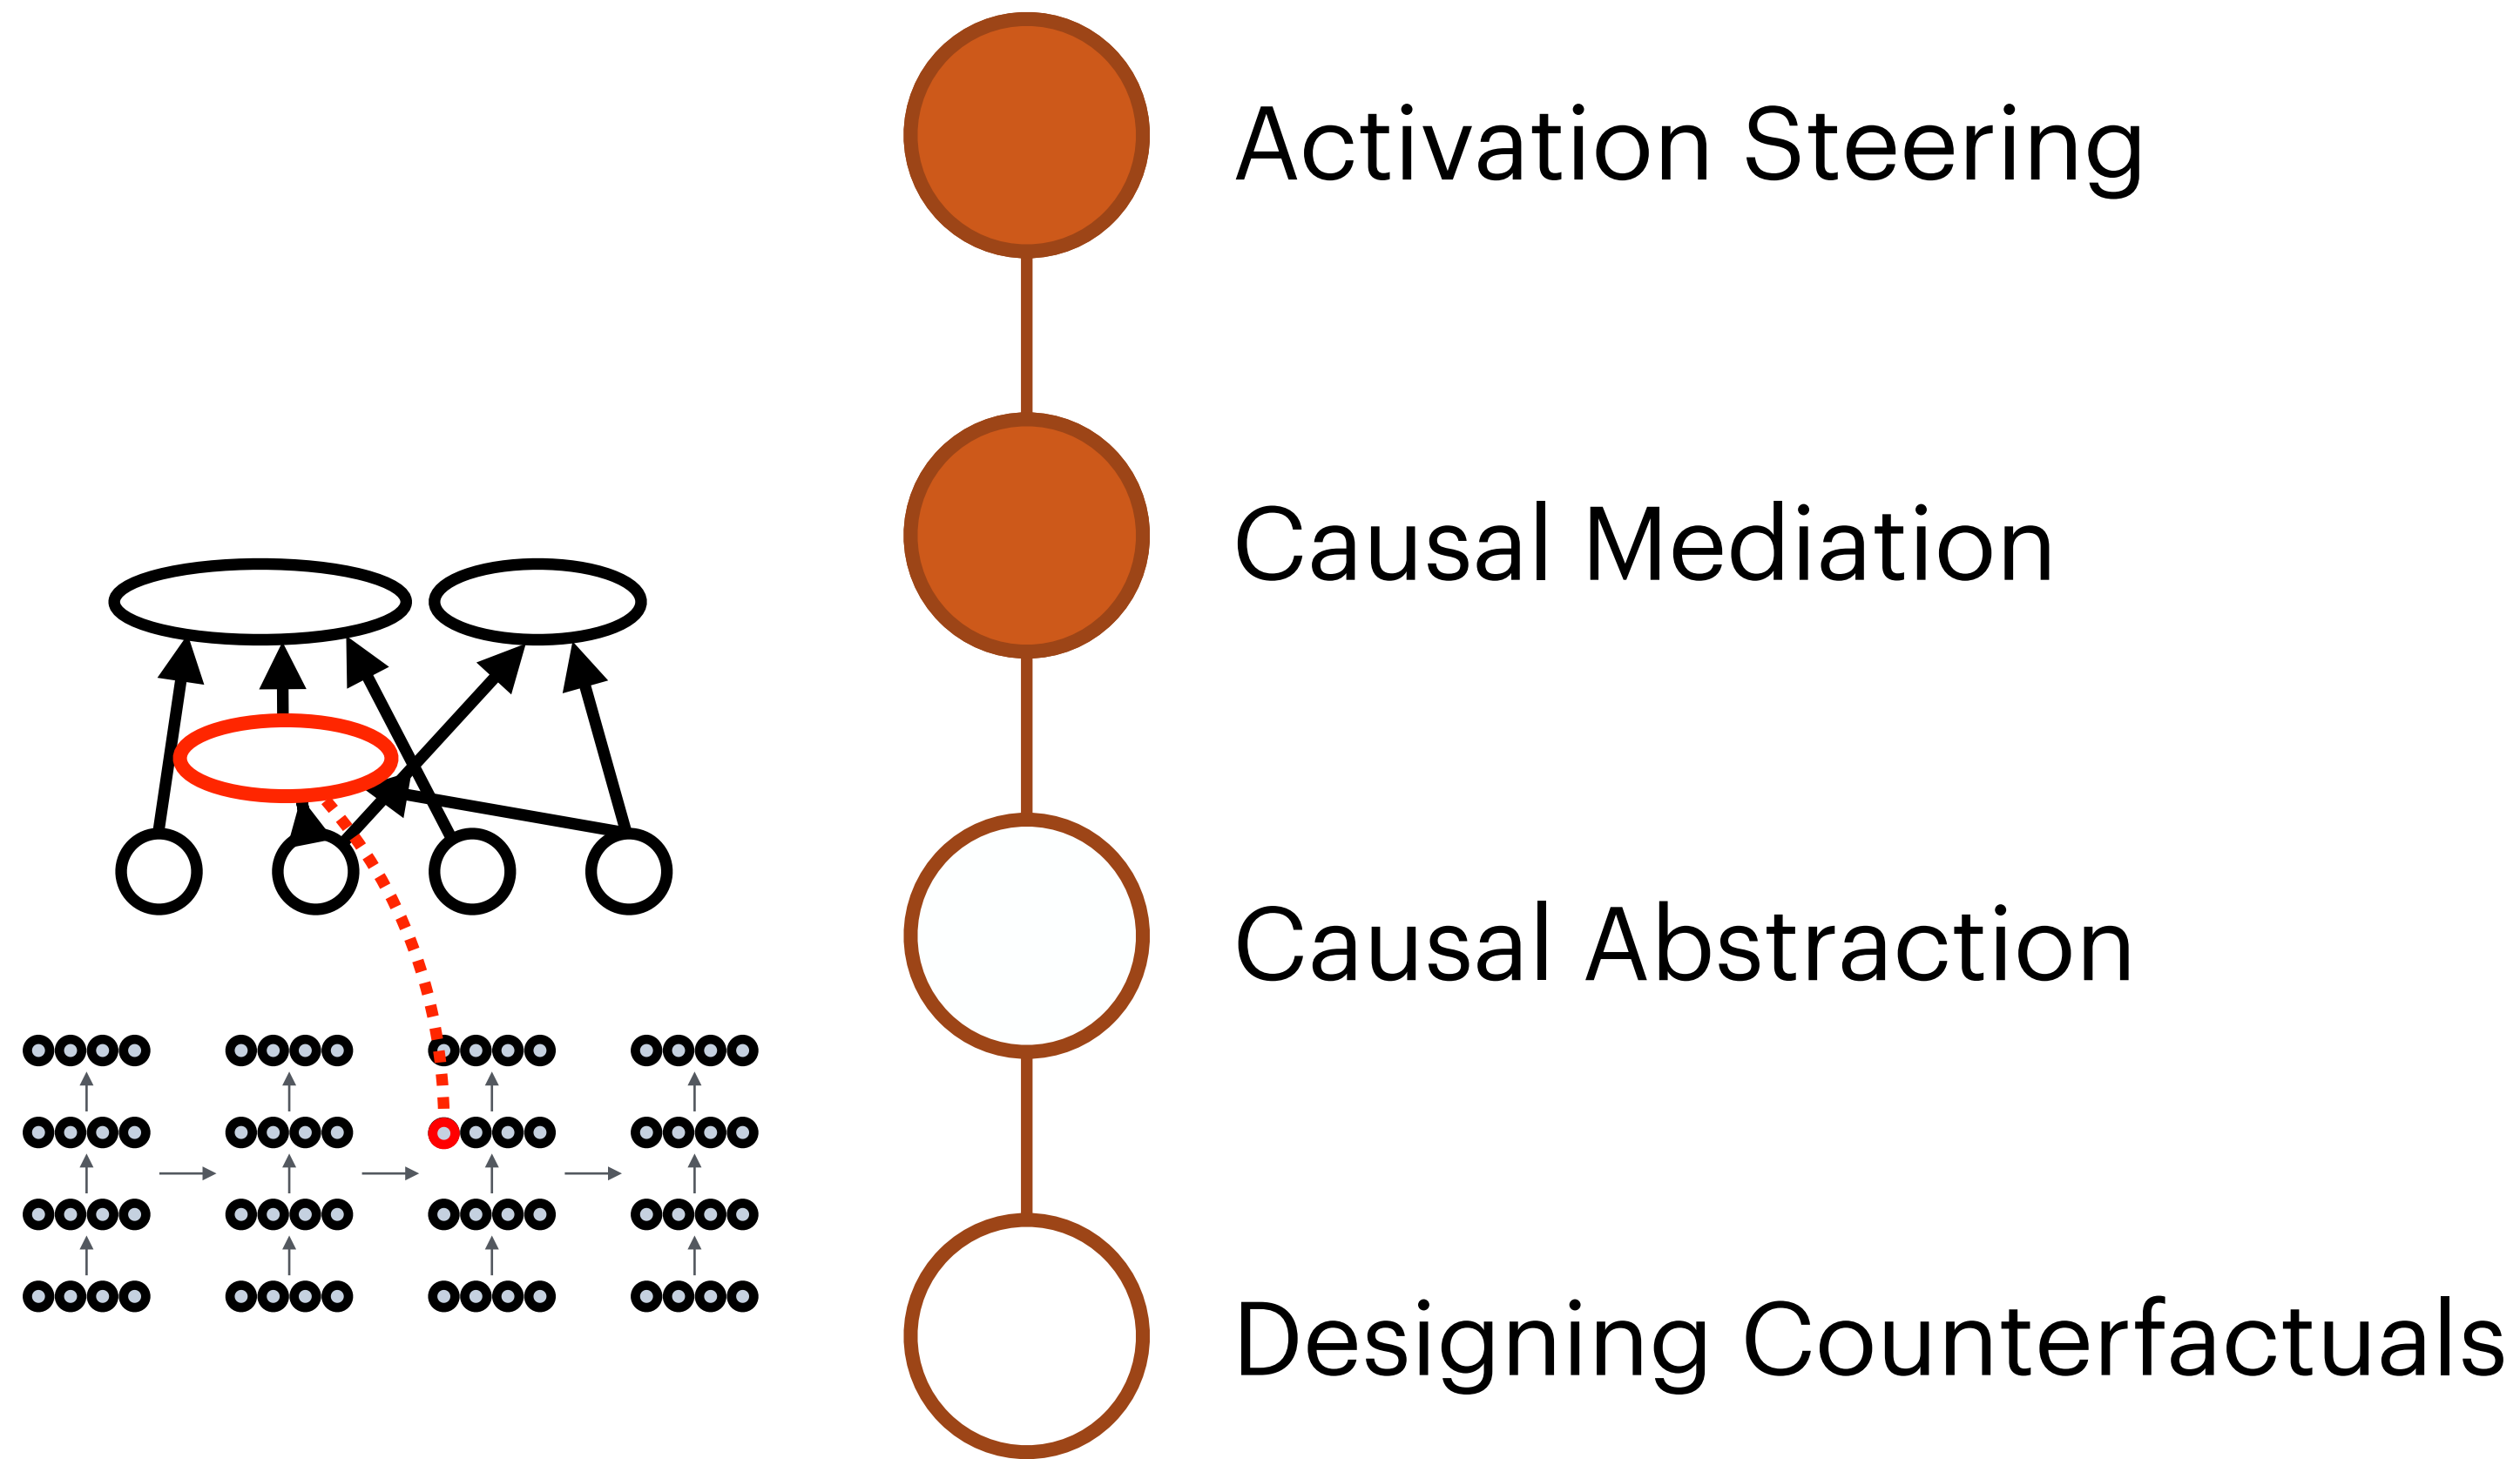 Activation Steering
Causal Mediation
Causal Abstraction
Designing Counterfactuals